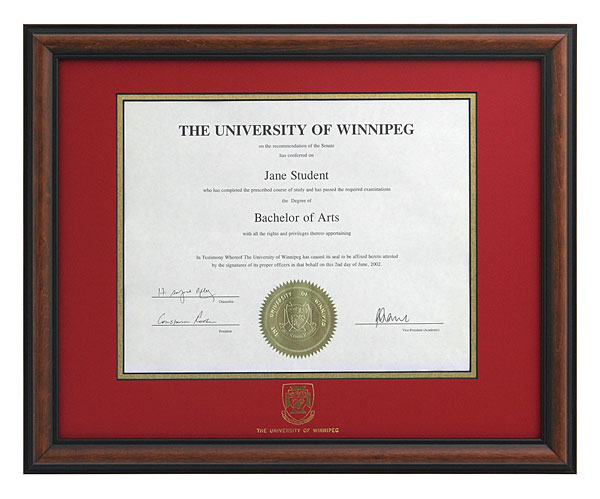 THE UNIVERSITY OF WINNIPEG
on the recommendation of the Senate
has conferred on
Jane Student
who has completed the prescribed course of study and has passed the required examinations
the Degree of
Bachelor of Arts
with all the rights and privileges thereto appertaining
In Testimony Whereof The University of Winnipeg has caused its seal to be affixed hereto attested
by the signatures of its proper officers in that behalf on this 2nd day of June, 2002.
Chancellor
President
Vice-President (Academic)
THE UNIVERSITY OF WINNIPEG
THE UNIVERSITY OF WINNIPEG